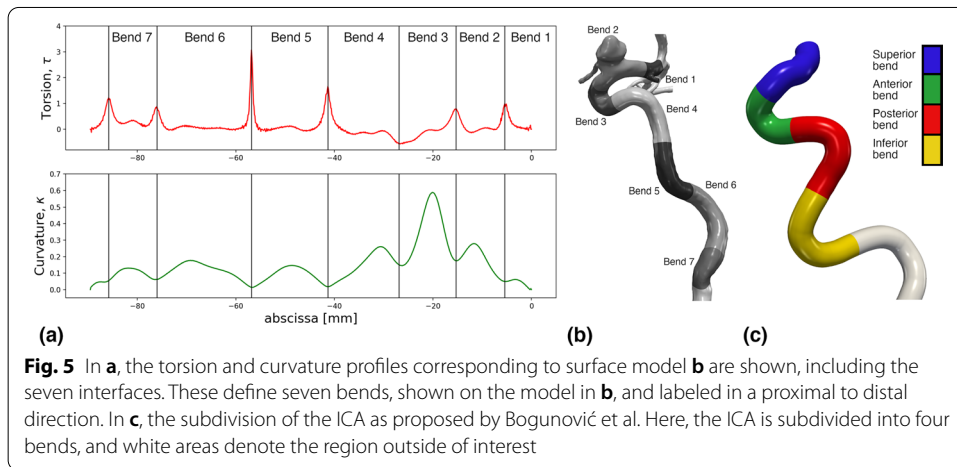 Bend 7 Bend 6 Bend 5 Bend 4 Bend 3 Bend 2 Bend 1
Torsion, τ
4
3
2
1
0
−80 −60 −40 −20 0
Curvature, κ
0.7
0.6
0.5
0.4
0.3
0.2
0.1
0.0
−80 −60 −40 −20 0
abscissa [mm]
(a)
Bend 2
Bend 1
Bend 4
Bend 3
Bend 5
Bend 6
Bend 7
(b)
Superior
bend
Anterior
bend
Posterior
bend
Inferior
bend
(c)
Fig. 5 In a, the torsion and curvature profiles corresponding to surface model b are shown, including the
seven interfaces. These define seven bends, shown on the model in b, and labeled in a proximal to distal
direction. In c, the subdivision of the ICA as proposed by Bogunović et al. Here, the ICA is subdivided into four
bends, and white areas denote the region outside of interest